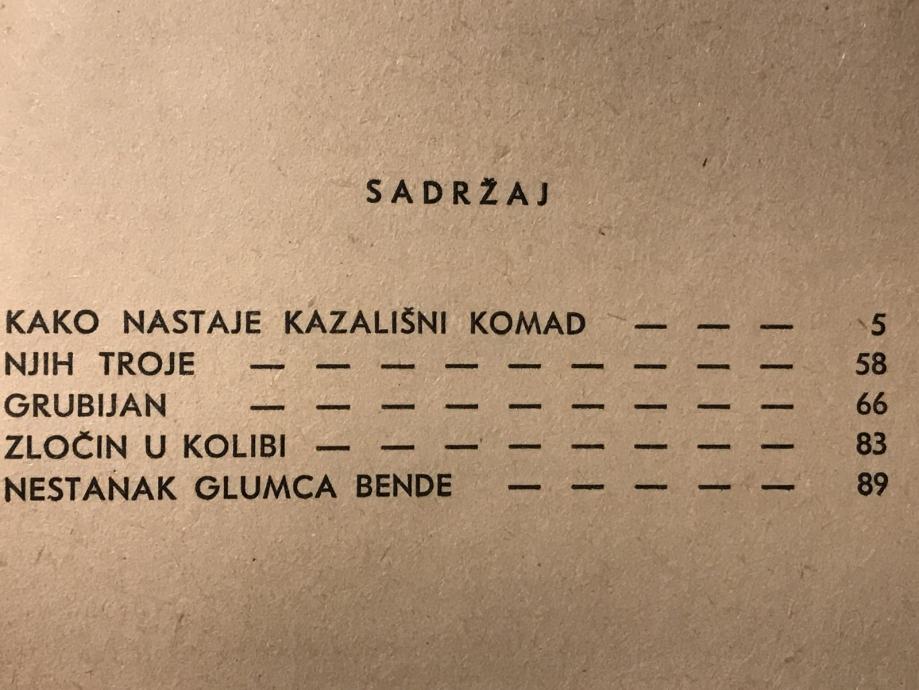 SADRŽAJ
KAKO NASTAJE KAZALIŠNI KOMAD — — — 5
NJIH TROJE — — — — — — — — — 58
GRUBIJAN — — — — — — — — — 66
ZLOČIN U KOLIBI — — — — — — — — 83
NESTANAK GLUMCA BENDE — — — — — 89